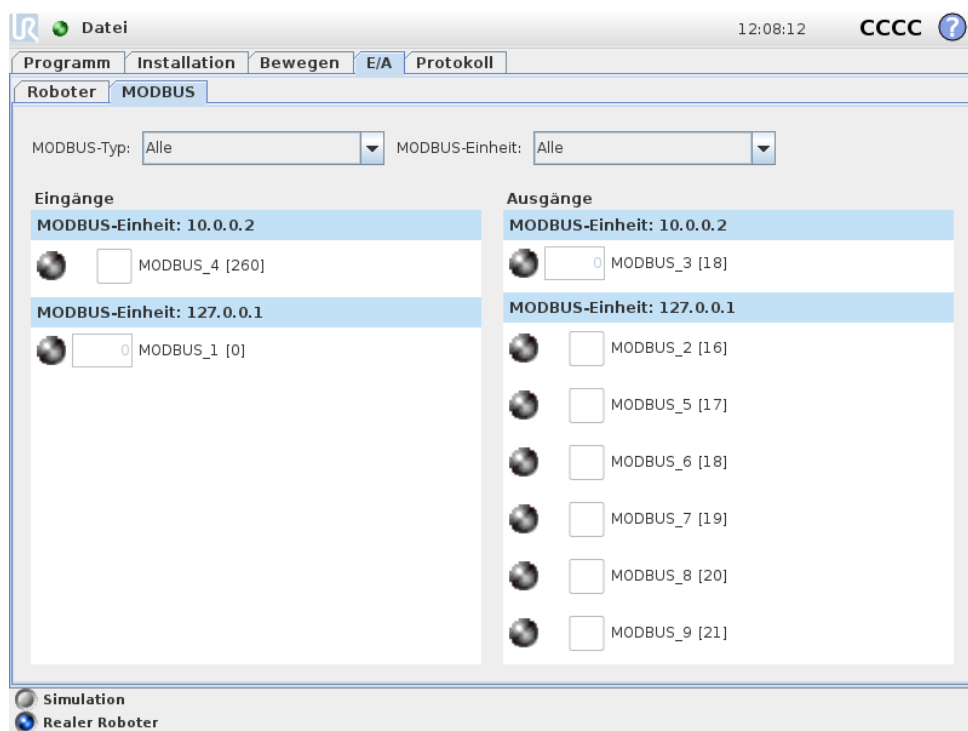 UR Datei 12:08:12 CCCC ?
Programm Installation Bewegen E/A Protokoll
Roboter MODBUS
MODBUS-Typ: Alle MODBUS-Einheit: Alle
Eingänge
MODBUS-Einheit: 10.0.0.2
MODBUS_4 [260]
MODBUS-Einheit: 127.0.0.1
0 MODBUS_1 [0]
Ausgänge
MODBUS-Einheit: 10.0.0.2
0 MODBUS_3 [18]
MODBUS-Einheit: 127.0.0.1
MODBUS_2 [16]
MODBUS_5 [17]
MODBUS_6 [18]
MODBUS_7 [19]
MODBUS_8 [20]
MODBUS_9 [21]
Simulation
Realer Roboter